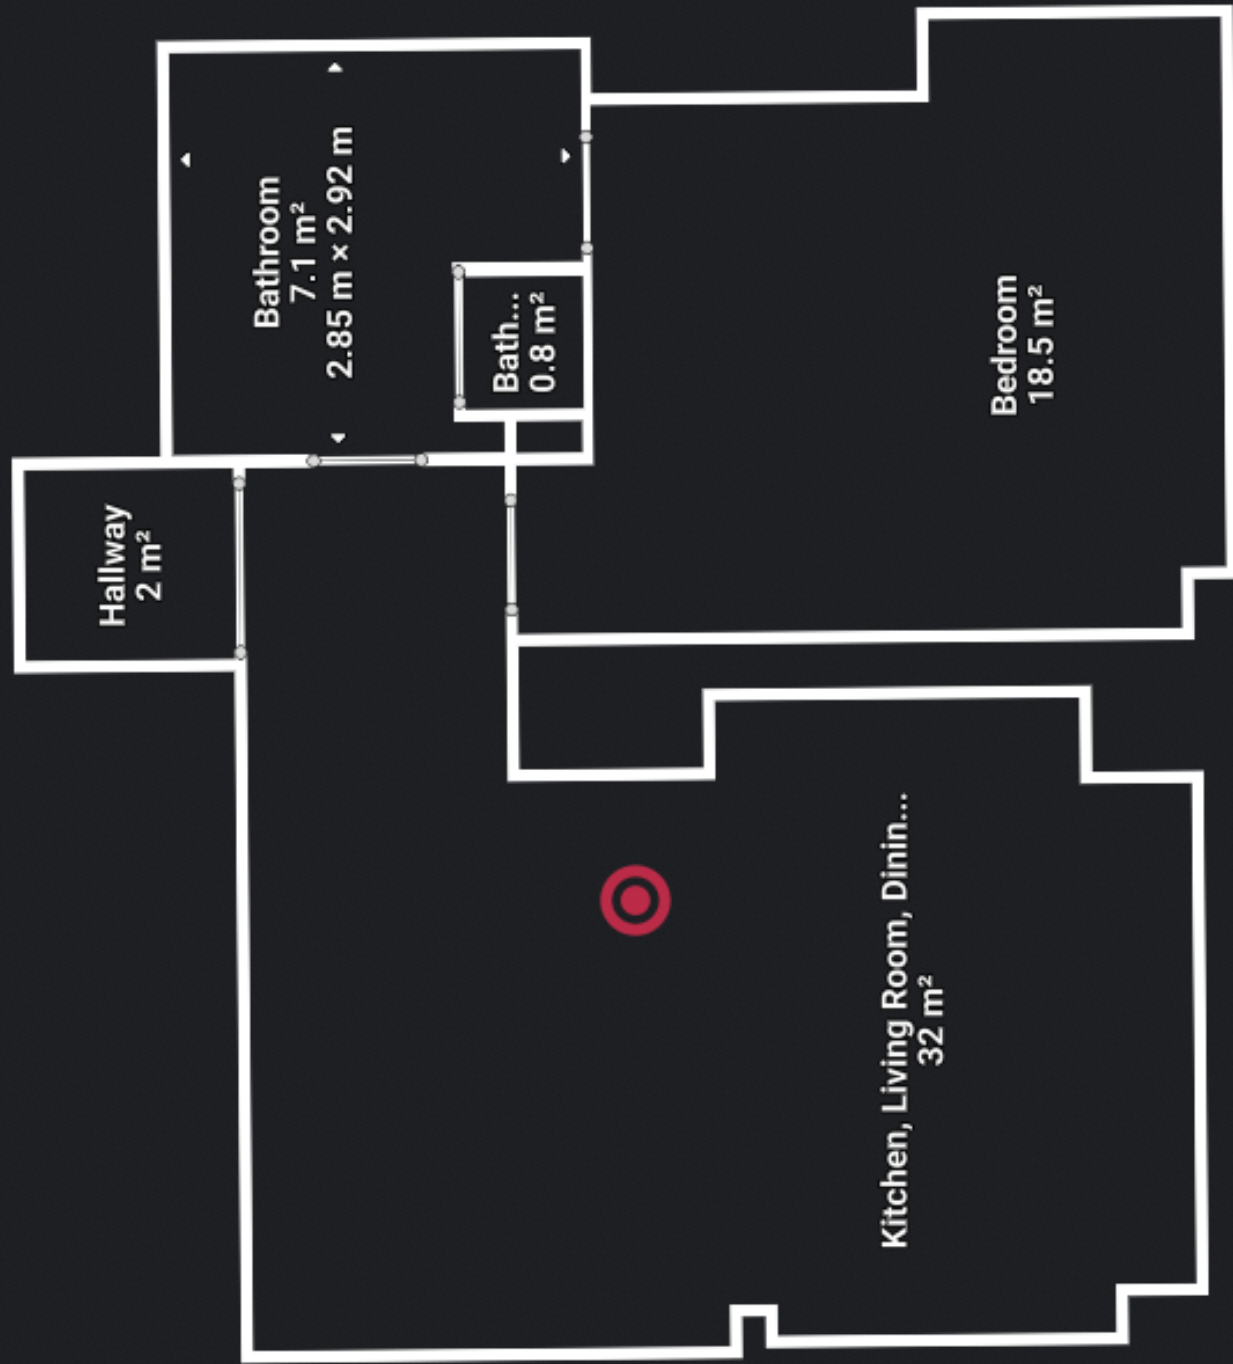 Bathroom
7.1 m²
2.85 m × 2.92 m
Bath...
0.8 m²
Hallway
2 m²
Bedroom
18.5 m²
Kitchen, Living Room, Dinin...
32 m²